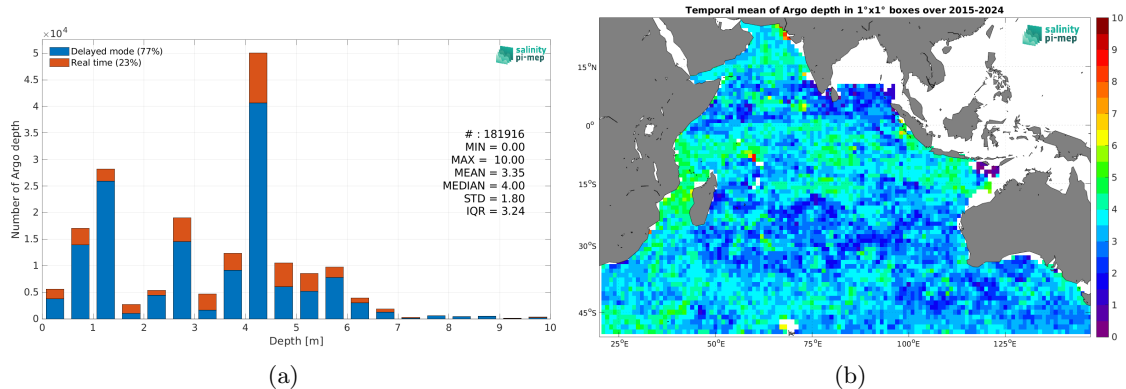 Temporal mean of Argo depth in 1°x1° boxes over 2015-2024
×10⁴
Delayed mode (77%)
Real time (23%)
salinity
pi-mep
# : 181916
MIN = 0.00
MAX = 10.00
MEAN = 3.35
MEDIAN = 4.00
STD = 1.80
IQR = 3.24
Number of Argo depth
5
4.5
4
3.5
3
2.5
2
1.5
1
0.5
0
0 1 2 3 4 5 6 7 8 9 10
Depth [m]
(a)
salinity
pi-mep
15°N
0°
15°S
30°S
45°S
25°E 50°E 75°E 100°E 125°E
10
9
8
7
6
5
4
3
2
1
0
(b)